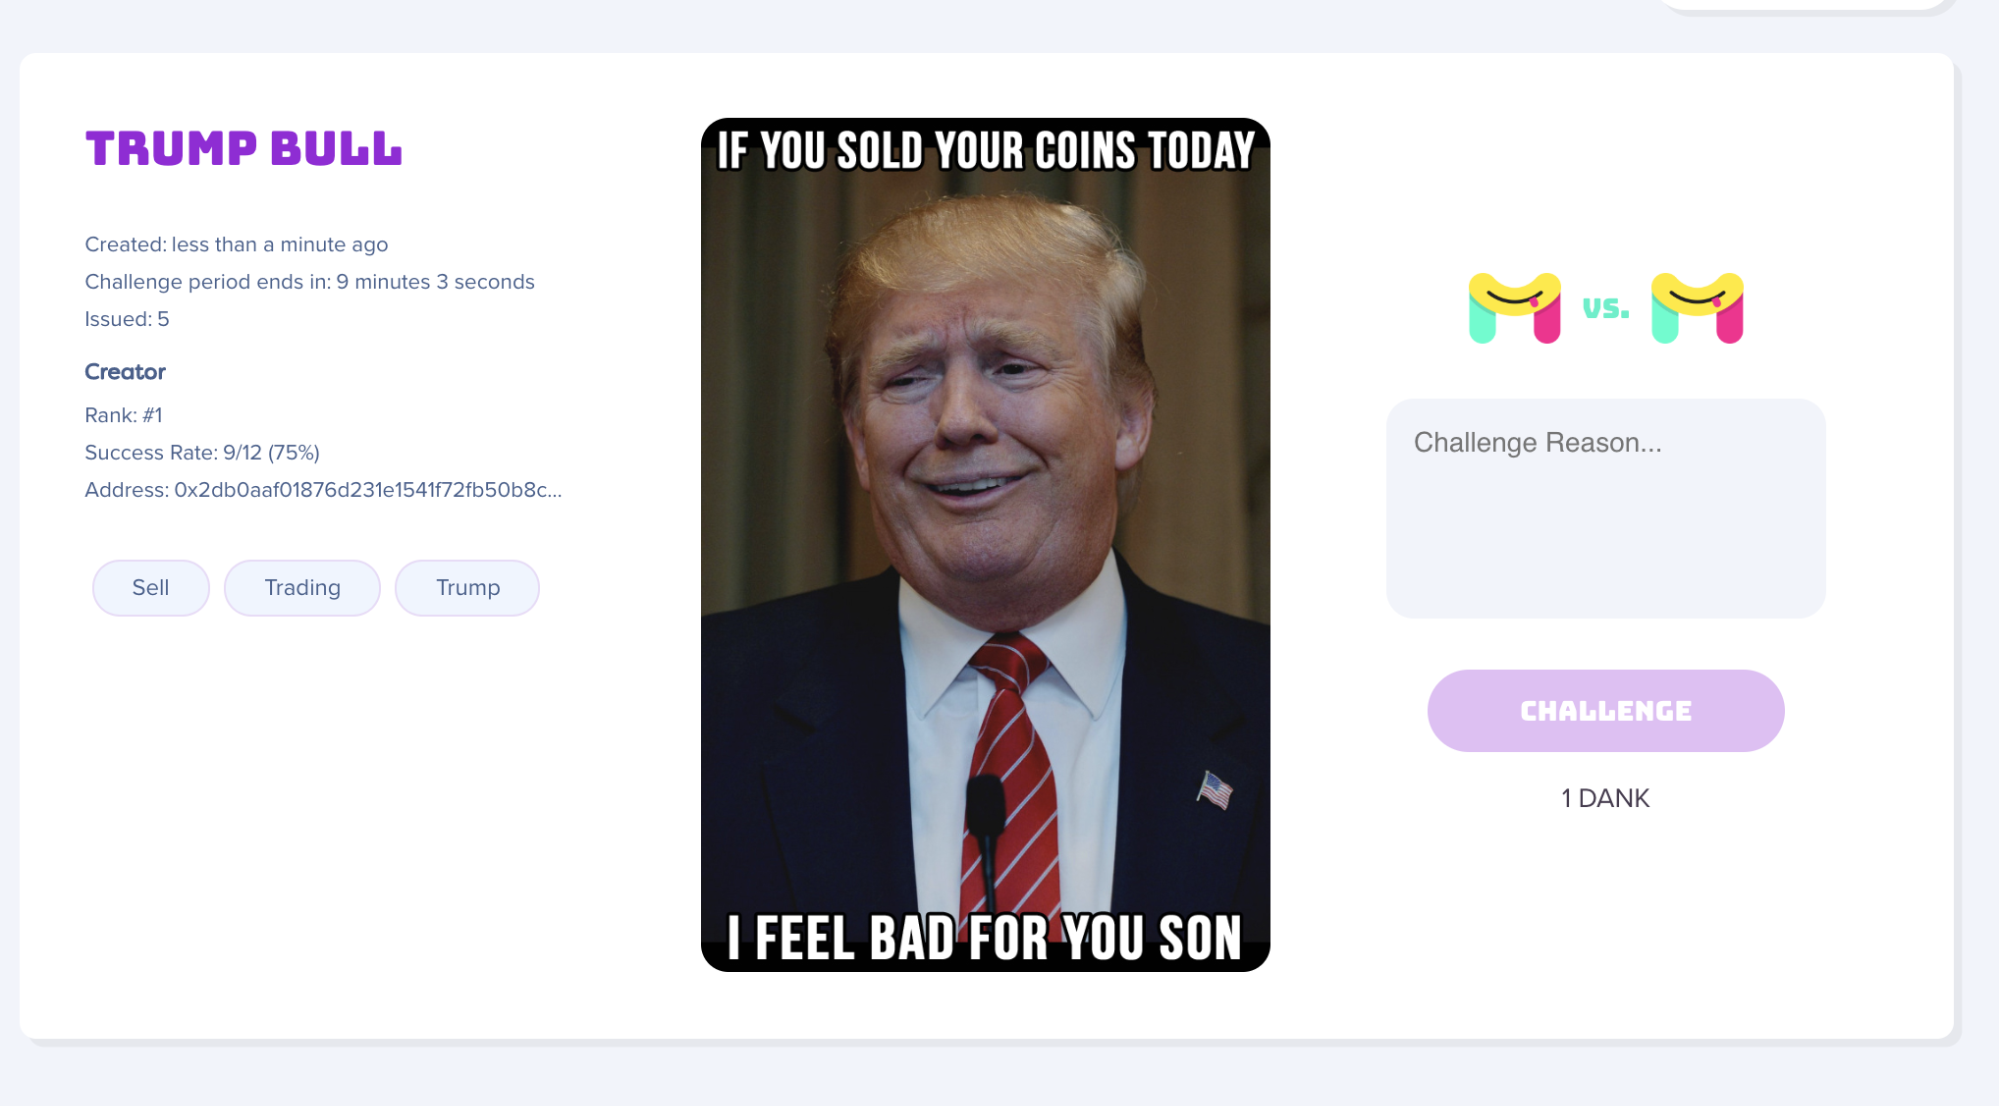 TRUMP BULL
Created: less than a minute ago
Challenge period ends in: 9 minutes 3 seconds
Issued: 5
Creator
Rank: #1
Success Rate: 9/12 (75%)
Address: 0x2db0aaf01876d231e1541f72fb50b8c...
Sell Trading Trump
IF YOU SOLD YOUR COINS TODAY
I FEEL BAD FOR YOU SON
vs.
Challenge Reason...
CHALLENGE
1 DANK